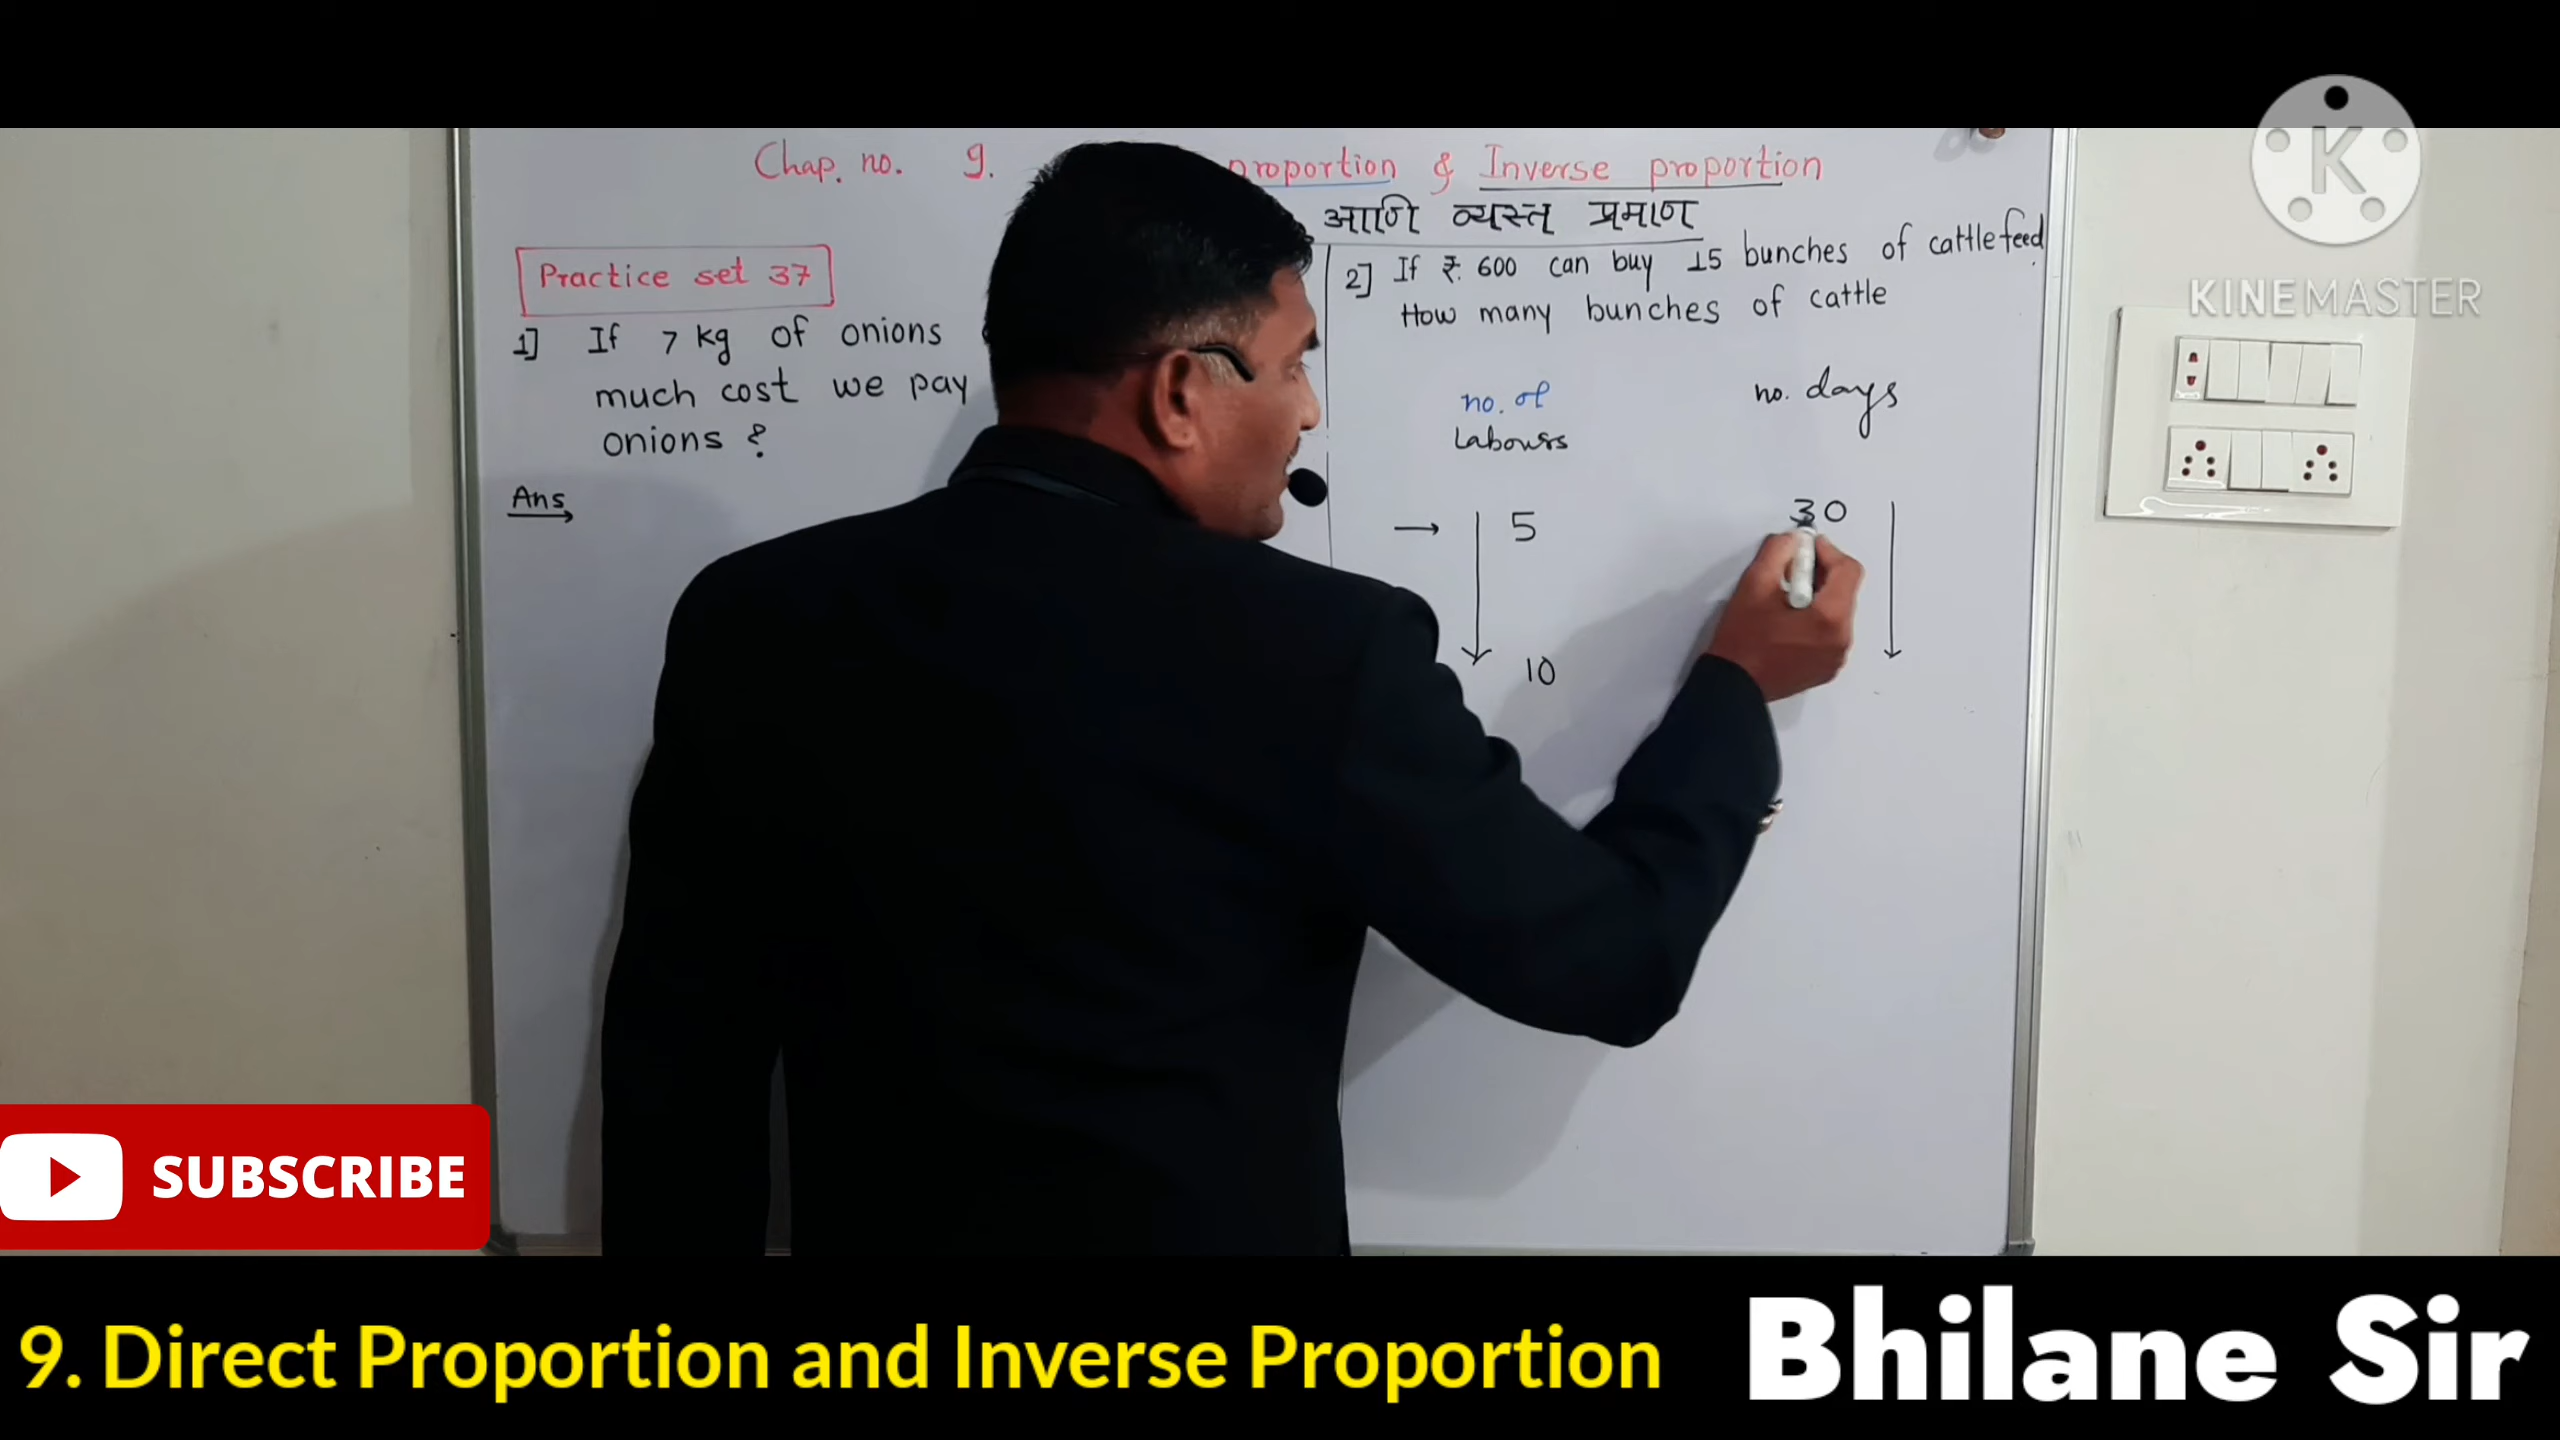 Chap. no. 9. proportion & Inverse proportion
आणि व्यस्त प्रमाण
Practice set 37
1] If 7 kg of onions
much cost we pay
onions ?
Ans
2] If ₹. 600 can buy 15 bunches of cattlefeed.
How many bunches of cattle
no. of
Labours
no. days
→ 5
30
10
KINEMASTER
SUBSCRIBE
9. Direct Proportion and Inverse Proportion
Bhilane Sir